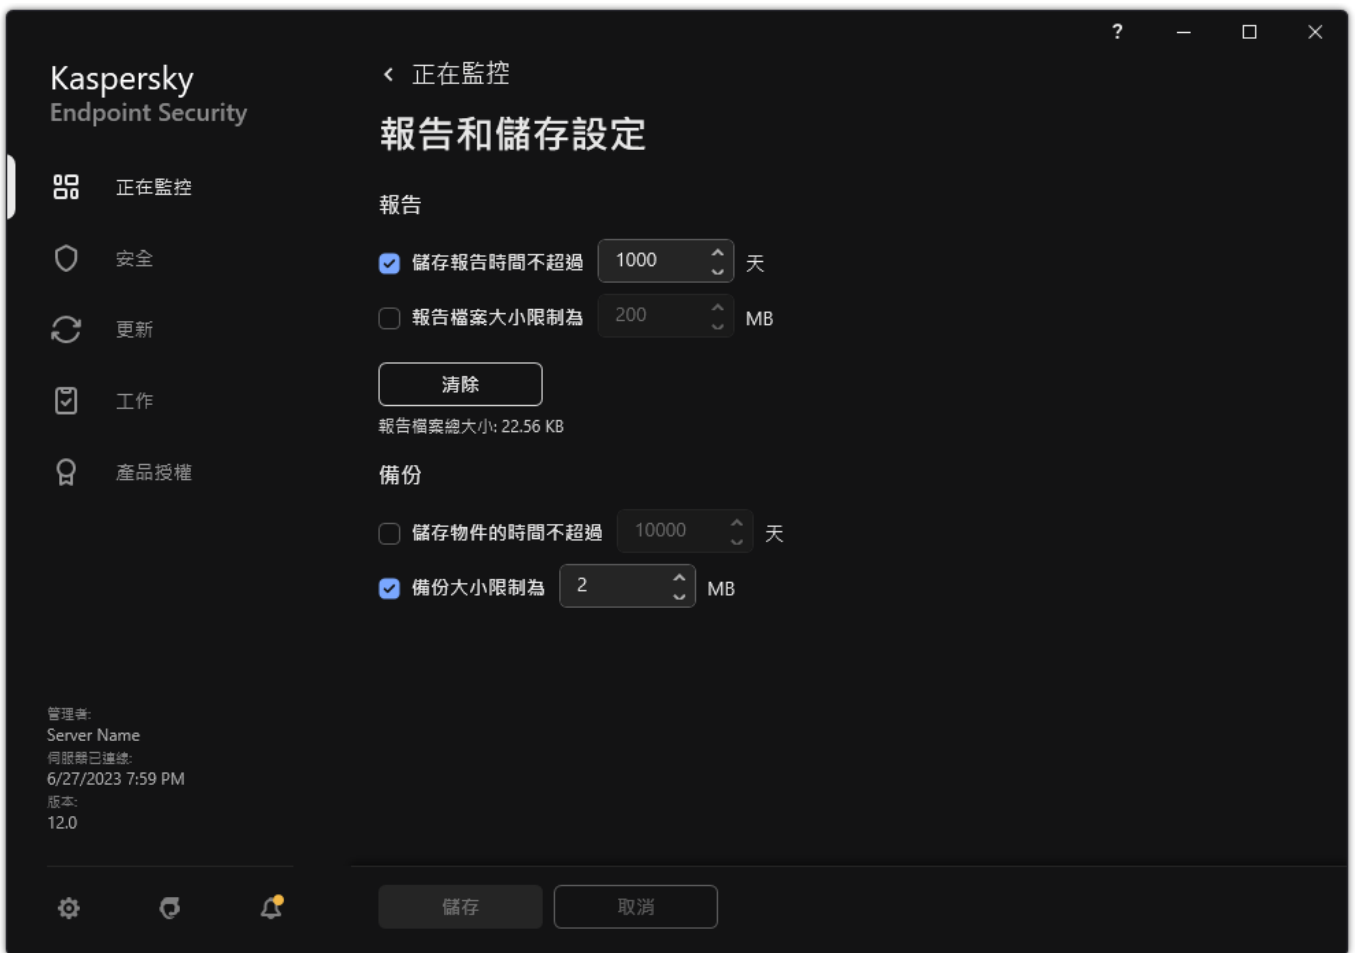 ?
Kaspersky
Endpoint Security
正在監控
安全
更新
工作
產品授權
管理者:
Server Name
伺服器已連線:
6/27/2023 7:59 PM
版本:
12.0
正在監控
報告和儲存設定
報告
儲存報告時間不超過 1000 天
報告檔案大小限制為 200 MB
清除
報告檔案總大小: 22.56 KB
備份
儲存物件的時間不超過 10000 天
備份大小限制為 2 MB
儲存 取消